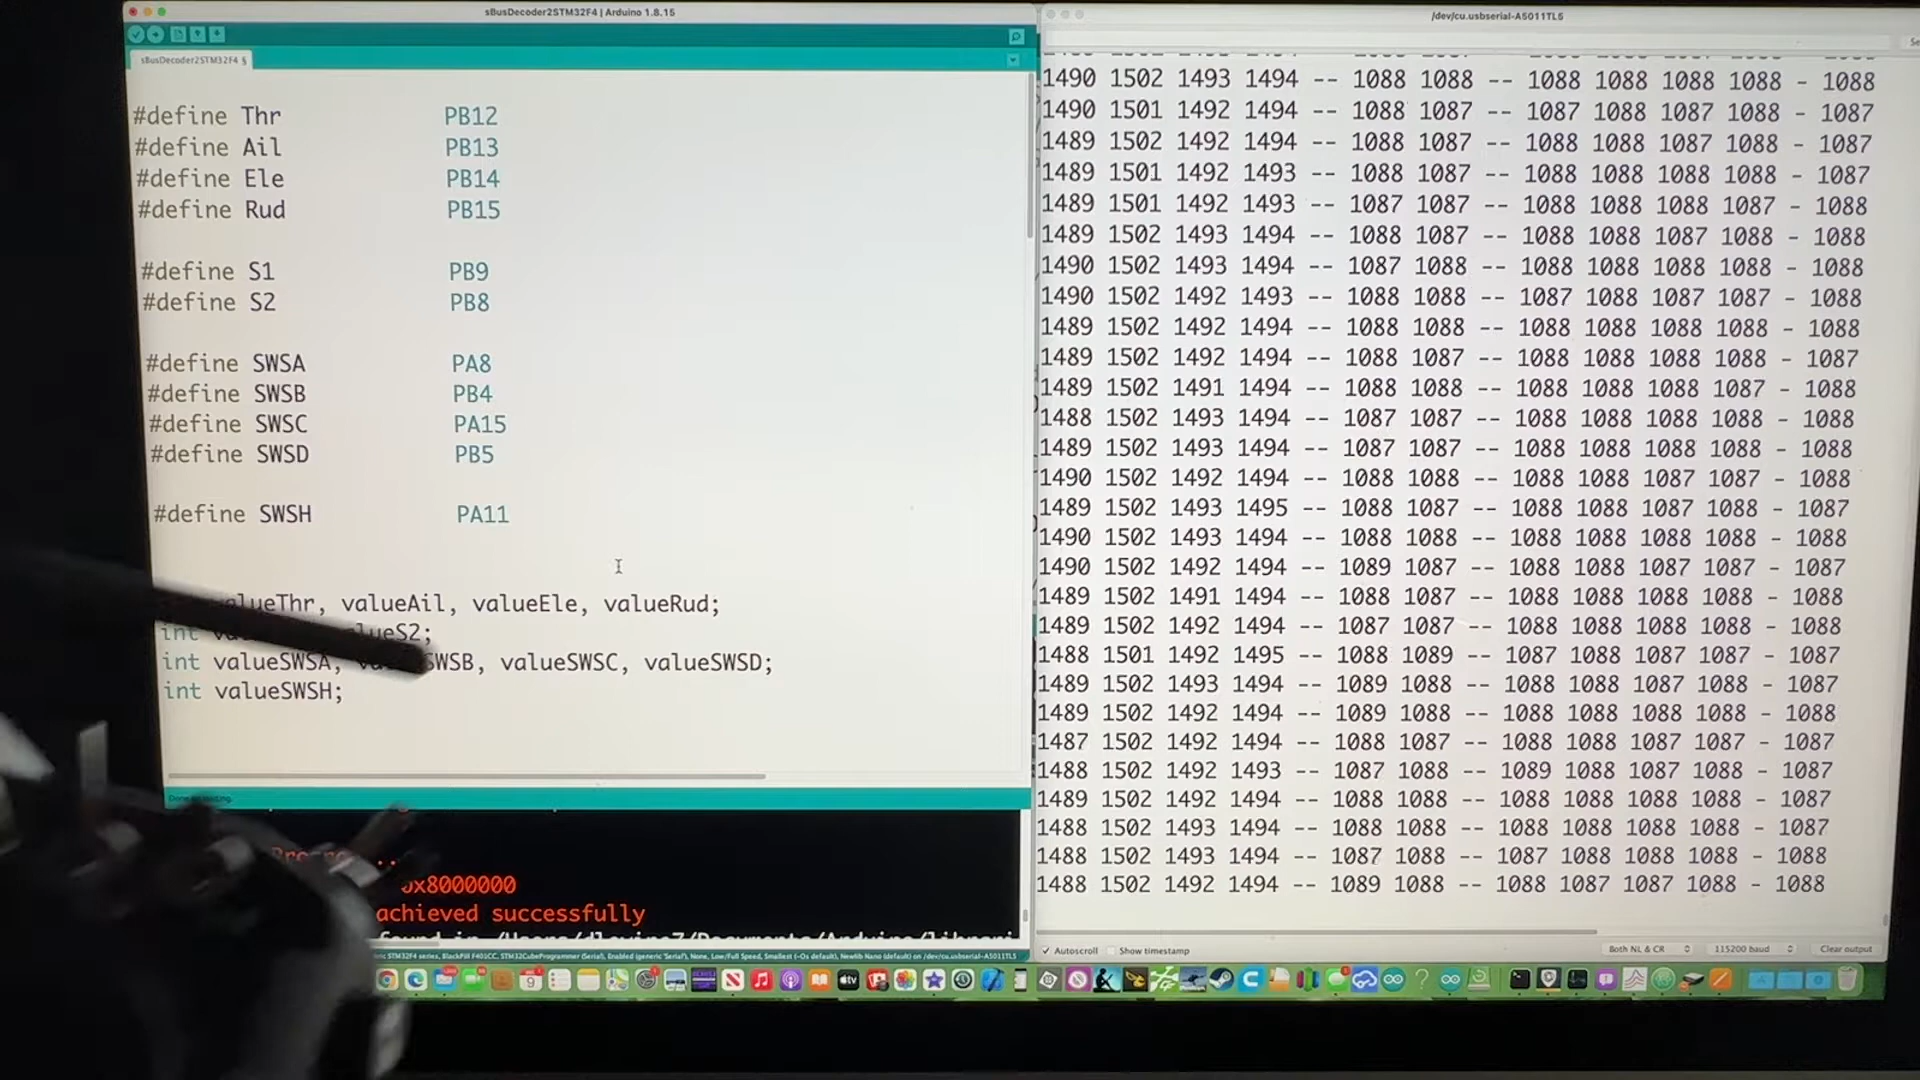 sBusDecoder2STM32F4 | Arduino 1.8.15
sBusDecoder2STM32F4 §
#define Thr PB12
#define Ail PB13
#define Ele PB14
#define Rud PB15
#define S1 PB9
#define S2 PB8
#define SWSA PA8
#define SWSB PB4
#define SWSC PA15
#define SWSD PB5
#define SWSH PA11
valueThr, valueAil, valueEle, valueRud;
int valueS2;
int valueSWSA, SWSB, valueSWSC, valueSWSD;
int valueSWSH;
0x8000000
achieved successfully
/dev/cu.usbserial-A5011TL5
1490 1502 1493 1494 -- 1088 1088 -- 1088 1088 1088 1088 - 1088
1490 1501 1492 1494 -- 1088 1087 -- 1087 1088 1087 1088 - 1087
1489 1502 1492 1494 -- 1088 1087 -- 1088 1088 1087 1088 - 1087
1489 1501 1492 1493 -- 1088 1087 -- 1088 1088 1088 1088 - 1087
1489 1501 1492 1493 -- 1087 1087 -- 1088 1088 1088 1087 - 1088
1489 1502 1493 1494 -- 1088 1087 -- 1088 1088 1087 1088 - 1088
1490 1502 1493 1494 -- 1087 1088 -- 1088 1088 1088 1088 - 1088
1490 1502 1492 1493 -- 1088 1088 -- 1087 1088 1087 1087 - 1088
1489 1502 1492 1494 -- 1088 1088 -- 1088 1088 1088 1088 - 1088
1489 1502 1492 1494 -- 1088 1087 -- 1088 1088 1088 1088 - 1087
1489 1502 1491 1494 -- 1088 1088 -- 1088 1088 1088 1087 - 1088
1488 1502 1493 1494 -- 1087 1087 -- 1088 1088 1088 1088 - 1088
1489 1502 1493 1494 -- 1087 1087 -- 1088 1088 1088 1088 - 1088
1490 1502 1492 1494 -- 1088 1088 -- 1088 1088 1087 1087 - 1088
1489 1502 1493 1495 -- 1088 1087 -- 1088 1088 1087 1088 - 1087
1490 1502 1493 1494 -- 1088 1088 -- 1088 1088 1088 1088 - 1088
1490 1502 1492 1494 -- 1089 1087 -- 1088 1088 1087 1087 - 1087
1489 1502 1491 1494 -- 1088 1087 -- 1088 1088 1088 1088 - 1088
1489 1502 1492 1494 -- 1087 1087 -- 1088 1088 1088 1088 - 1088
1488 1501 1492 1495 -- 1088 1089 -- 1087 1088 1087 1087 - 1087
1489 1502 1493 1494 -- 1089 1088 -- 1088 1088 1087 1088 - 1087
1489 1502 1492 1494 -- 1089 1088 -- 1088 1088 1088 1088 - 1088
1487 1502 1492 1494 -- 1088 1087 -- 1088 1088 1087 1087 - 1087
1488 1502 1492 1493 -- 1087 1088 -- 1089 1088 1087 1088 - 1087
1489 1502 1492 1494 -- 1088 1088 -- 1088 1088 1088 1088 - 1087
1488 1502 1493 1494 -- 1088 1088 -- 1088 1088 1088 1088 - 1087
1488 1502 1493 1494 -- 1087 1088 -- 1087 1088 1088 1088 - 1088
1488 1502 1492 1494 -- 1089 1088 -- 1088 1087 1087 1088 - 1088
Autoscroll Show timestamp Both NL & CR 115200 baud Clear output